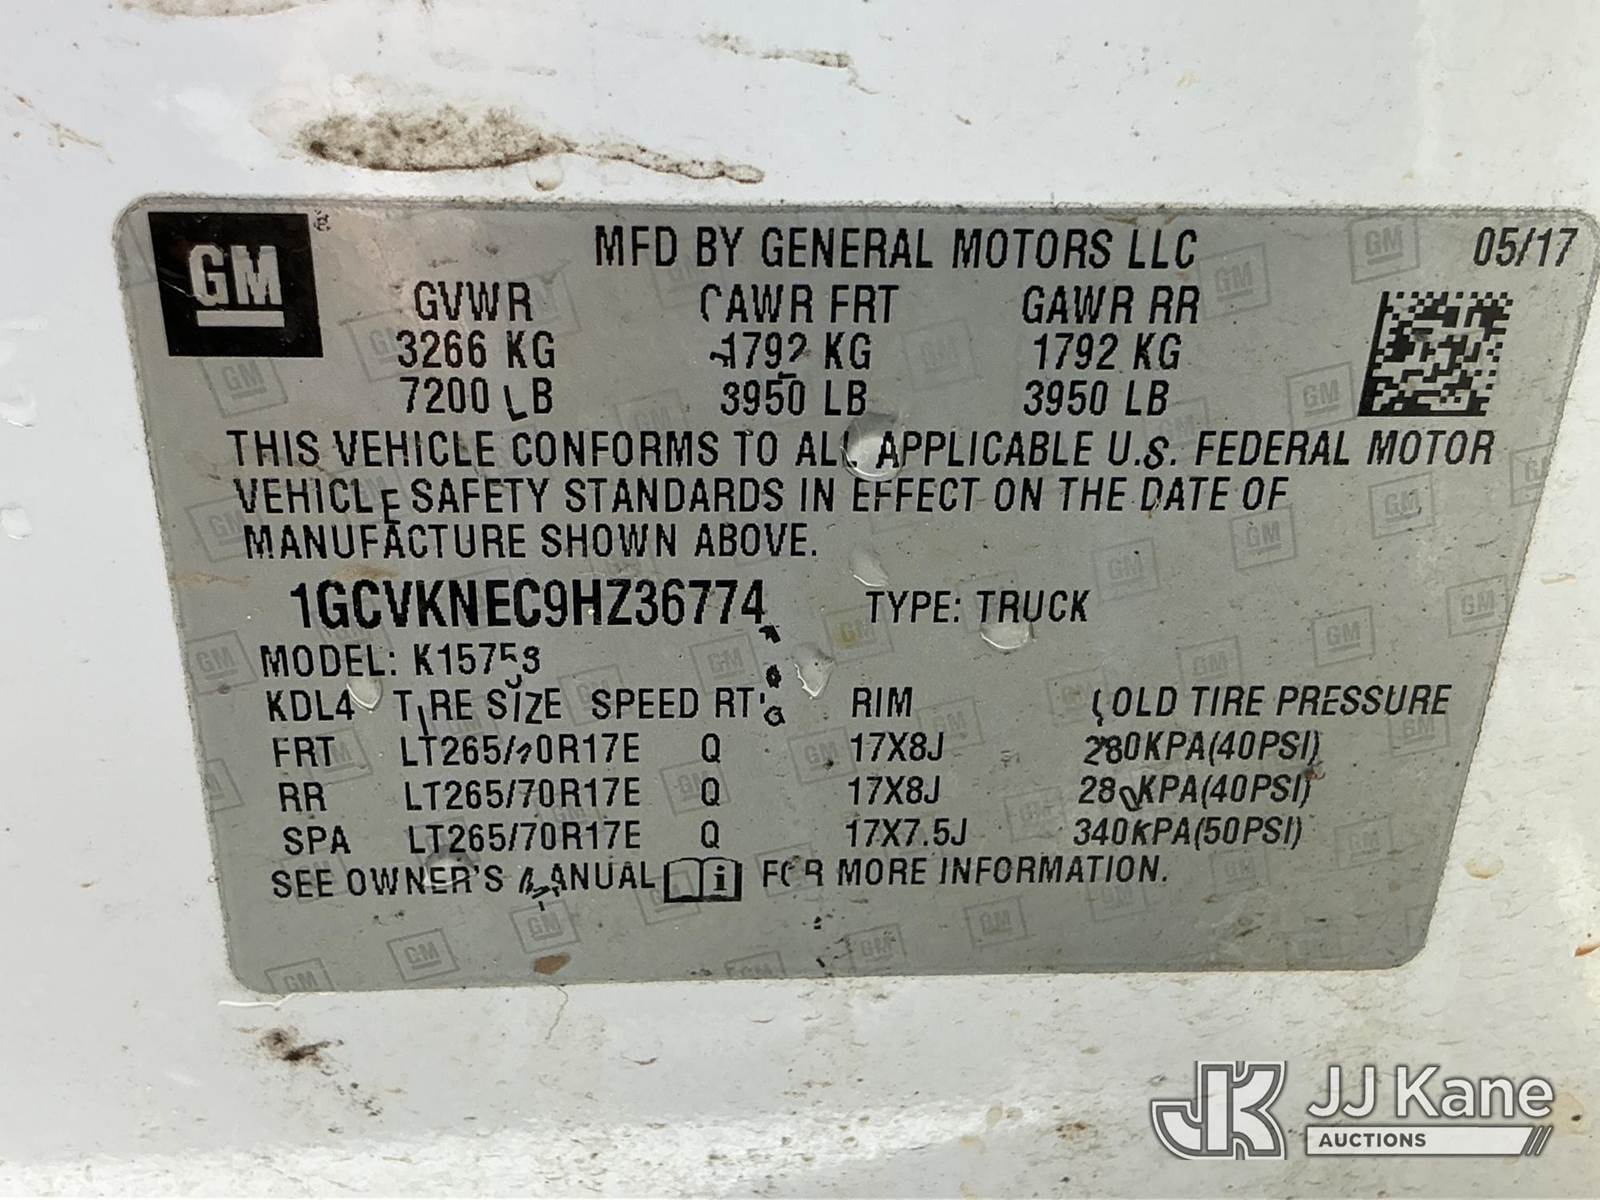 GM
MFD BY GENERAL MOTORS LLC 05/17
GVWR GAWR FRT GAWR RR
3266 KG 1792 KG 1792 KG
7200 LB 3950 LB 3950 LB
THIS VEHICLE CONFORMS TO ALL APPLICABLE U.S. FEDERAL MOTOR
VEHICLE SAFETY STANDARDS IN EFFECT ON THE DATE OF
MANUFACTURE SHOWN ABOVE.
1GCVKNEC9HZ36774 TYPE: TRUCK
MODEL: K15753
KDL4 TIRE SIZE SPEED RTG RIM COLD TIRE PRESSURE
FRT LT265/70R17E Q 17X8J 280KPA(40PSI)
RR LT265/70R17E Q 17X8J 280KPA(40PSI)
SPA LT265/70R17E Q 17X7.5J 340KPA(50PSI)
SEE OWNER'S MANUAL FOR MORE INFORMATION.
JK JJ Kane
AUCTIONS